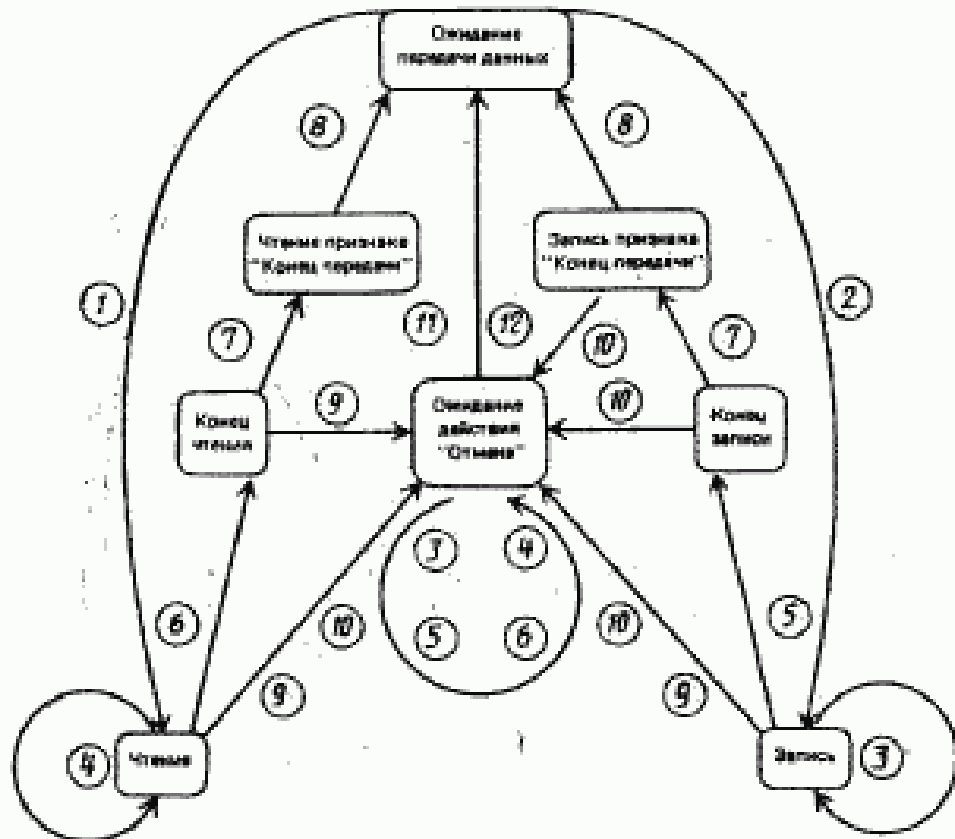 Ожидание
передачи данных
8
8
Чтение признака
"Конец передачи"
Запись признака
"Конец передачи"
1
2
11
12
7
10
7
9
10
Конец
чтения
Ожидание
действия
"Отмена"
Конец
записи
3
4
6
10
5
6
10
5
9
9
4
Чтение
Запись
3